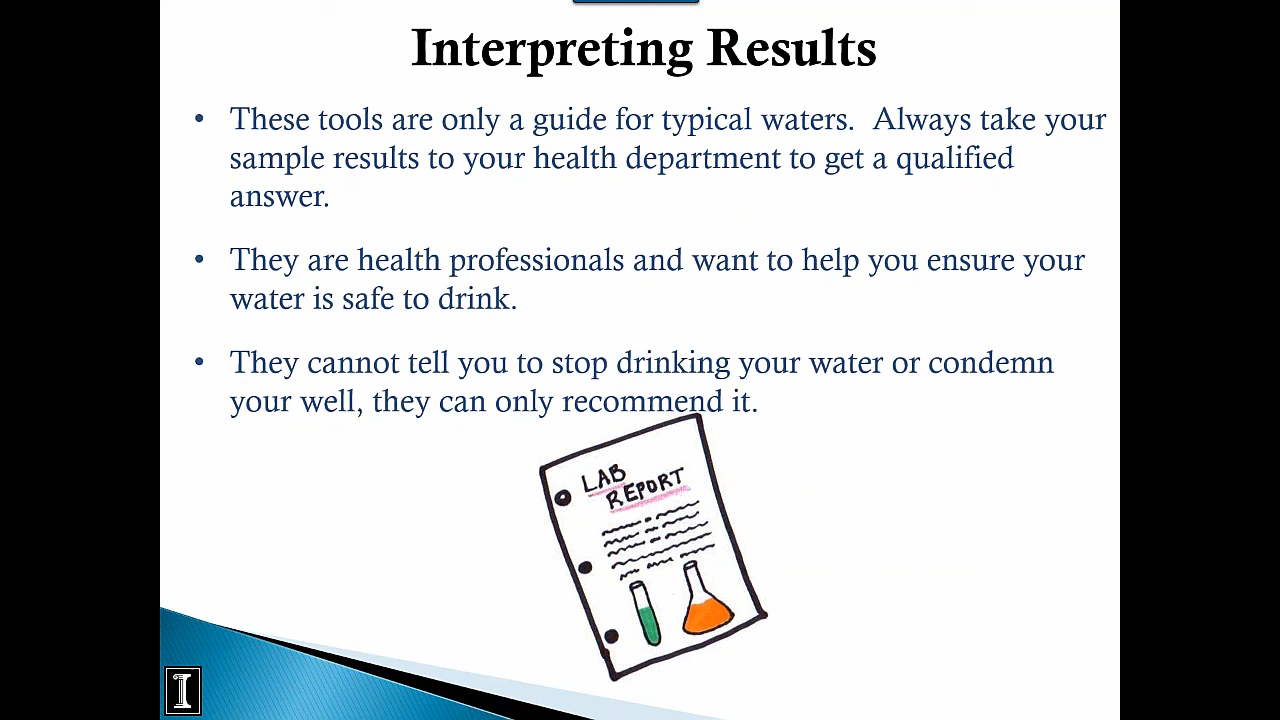 Interpreting Results
• These tools are only a guide for typical waters.  Always take your
sample results to your health department to get a qualified
answer.
• They are health professionals and want to help you ensure your
water is safe to drink.
• They cannot tell you to stop drinking your water or condemn
your well, they can only recommend it.
LAB
REPORT
I